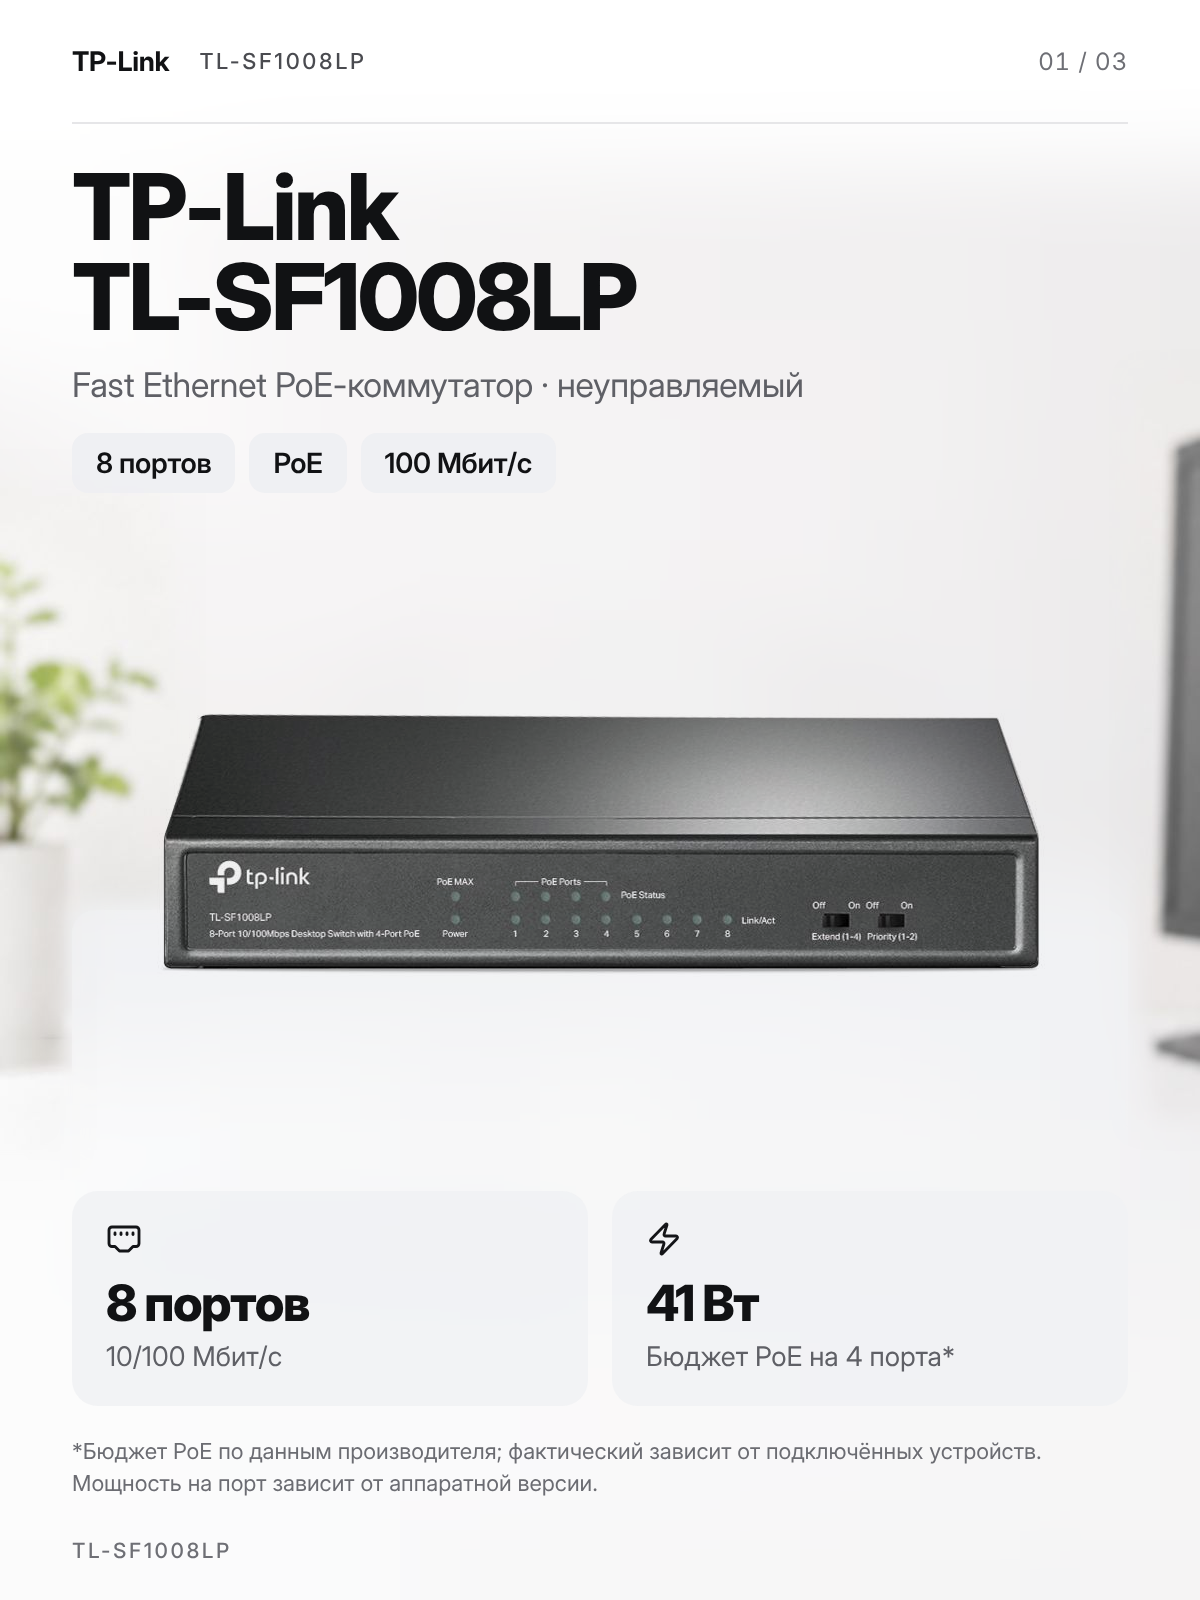 TP-Link TL-SF1008LP 01 / 03
TP-Link
TL-SF1008LP
Fast Ethernet PoE-коммутатор · неуправляемый
8 портов PoE 100 Мбит/с
tp-link
PoE MAX PoE Ports PoE Status
TL-SF1008LP
8-Port 10/100Mbps Desktop Switch with 4-Port PoE
Power 1 2 3 4 5 6 7 8 Link/Act
Off On Off On
Extend (1-4) Priority (1-2)
8 портов
10/100 Мбит/с
41 Вт
Бюджет PoE на 4 порта*
*Бюджет PoE по данным производителя; фактический зависит от подключённых устройств.
Мощность на порт зависит от аппаратной версии.
TL-SF1008LP